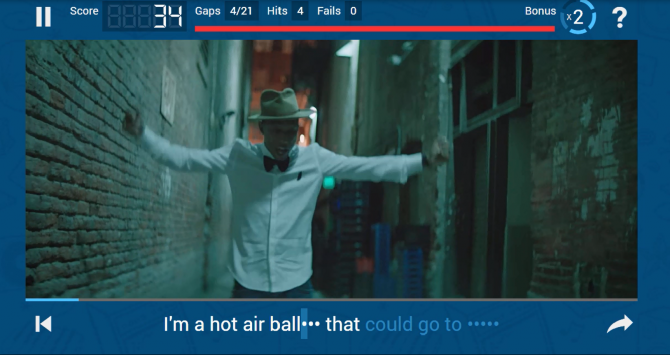 Score 34 Gaps 4/21 Hits 4 Fails 0 Bonus x2 ?
I'm a hot air ball••• that could go to •••••